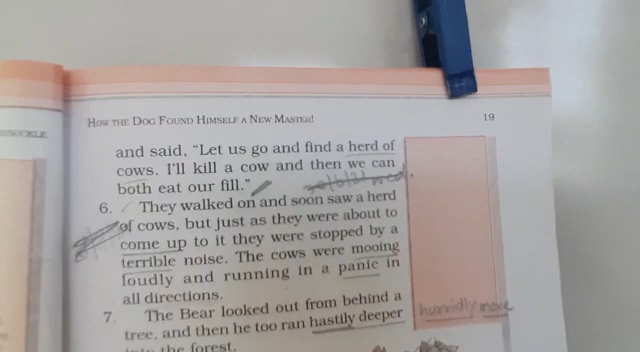 HOW THE DOG FOUND HIMSELF A NEW MASTER! 19
and said, "Let us go and find a herd of
cows. I'll kill a cow and then we can
both eat our fill."
6. They walked on and soon saw a herd
of cows, but just as they were about to
come up to it they were stopped by a
terrible noise. The cows were mooing
loudly and running in a panic in
all directions.
7. The Bear looked out from behind a
tree, and then he too ran hastily deeper
into the forest.
move